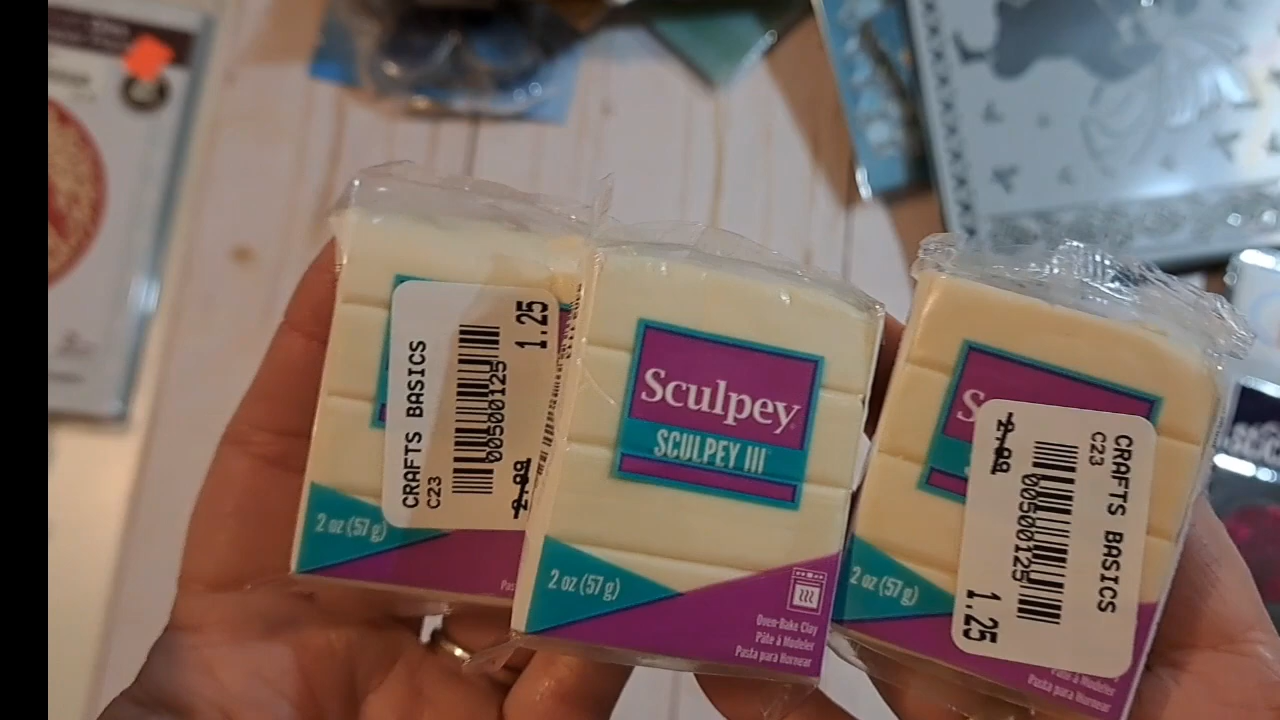 CRAFTS BASICS
C23
00500125
2.99
1.25
2 oz (57 g)
Sculpey
SCULPEY III
2 oz (57 g)
Oven-Bake Clay
Pâte à Modeler
Pasta para Hornear
S
CRAFTS BASICS
C23
00500125
2.99
1.25
2 oz (57 g)
Pâte à Modeler
Pasta para Hornear